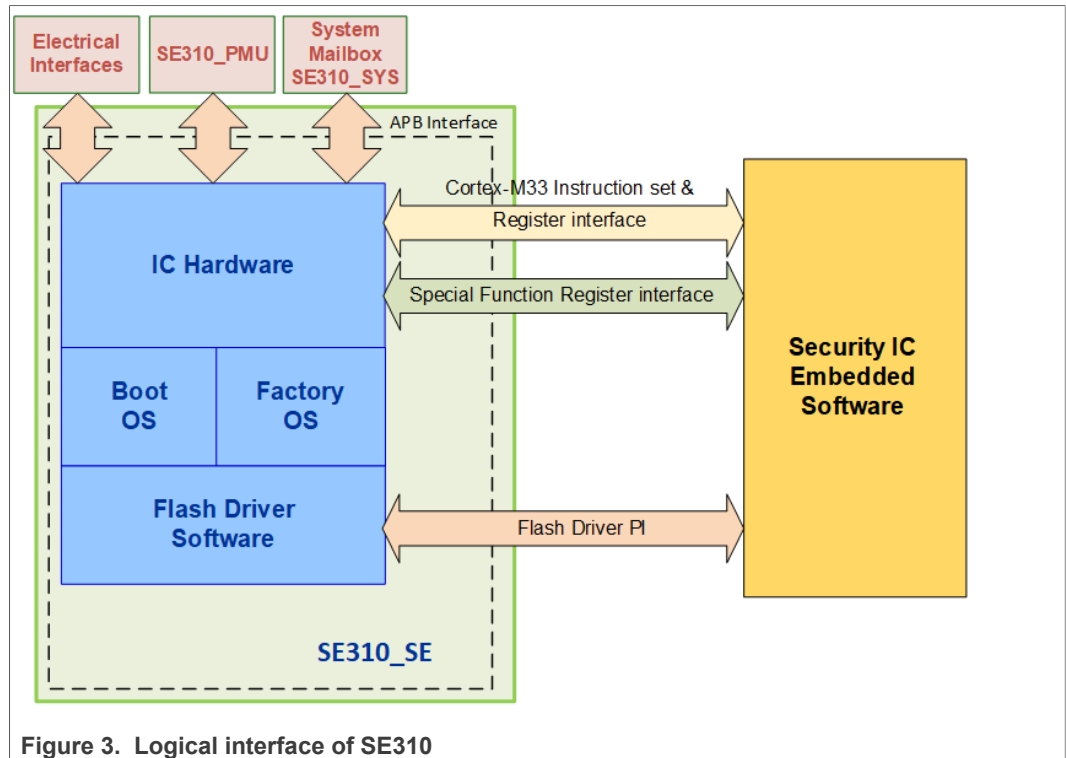 Electrical
Interfaces
SE310_PMU
System
Mailbox
SE310_SYS
APB Interface
Cortex-M33 Instruction set &
Register interface
IC Hardware
Special Function Register interface
Security IC
Embedded
Software
Boot
OS
Factory
OS
Flash Driver
Software
Flash Driver PI
SE310_SE
Figure 3. Logical interface of SE310